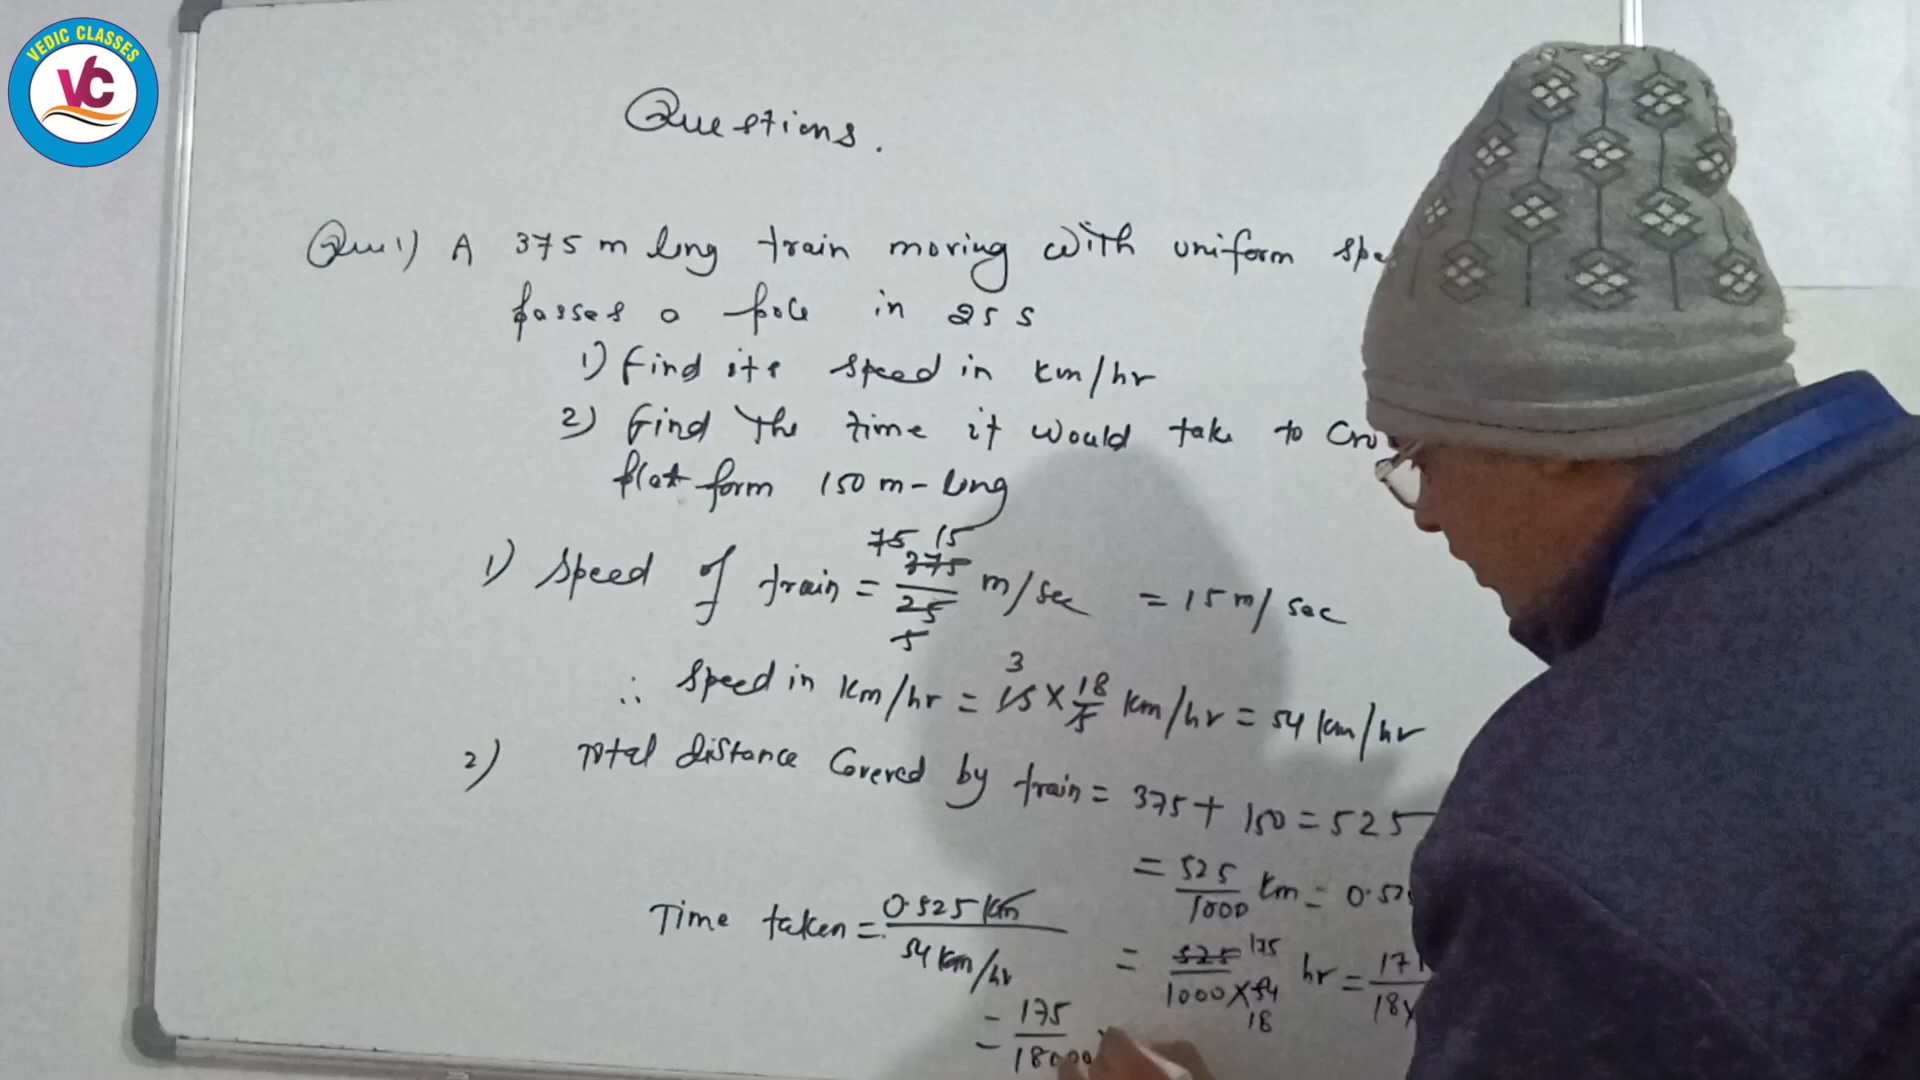 VEDIC CLASSES
VC
Questions.
Que 1) A 375 m long train moving with uniform spe
passes a pole in 25 s
1) Find its speed in km/hr
2) Find the time it would take to Cro
plat form 150 m-long
75 15
1) Speed of train = 375/25 m/sec = 15 m/sec
5
3
∴ Speed in km/hr = 15 × 18/5 km/hr = 54 km/hr
2) Total distance Covered by train = 375 + 150 = 525
= 525/1000 km = 0.52
Time taken = 0.525 km / 54 km/hr = 525 175 / 1000 × 54 18 hr = 17 / 18
= 175/18000